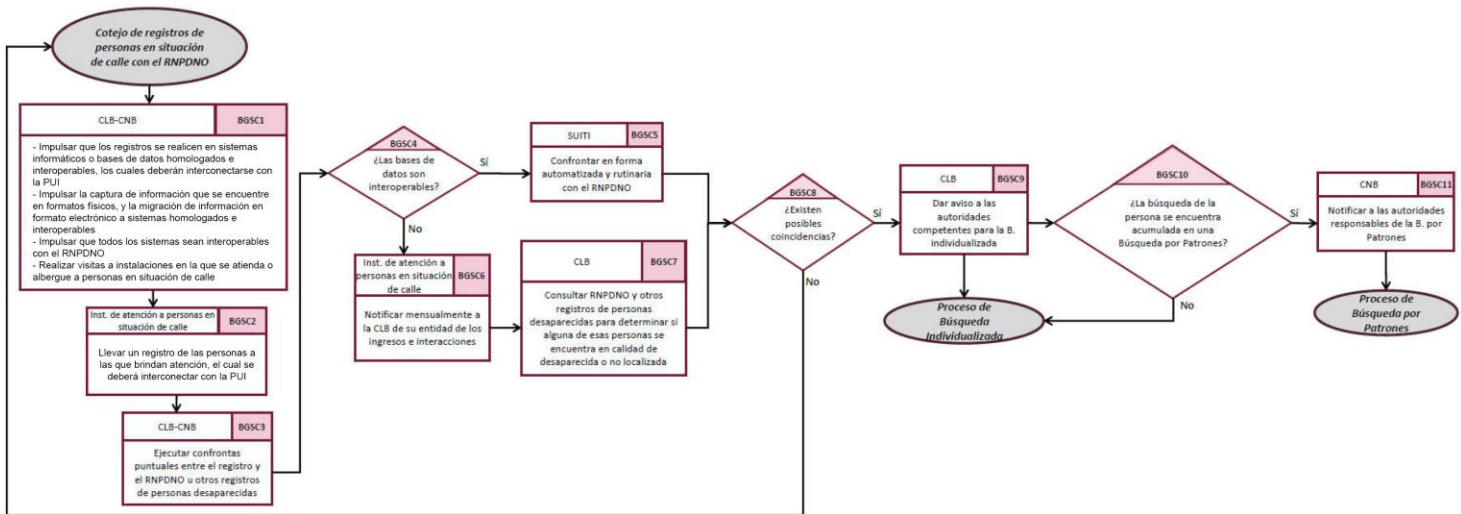 Cotejo de registros de
personas en situación
de calle con el RNPDNO
CLB-CNB
BGSC1
- Impulsar que los registros se realicen en sistemas
informáticos o bases de datos homologados e
interoperables, los cuales deberán interconectarse con
la PUI
- Impulsar la captura de información que se encuentre
en formatos físicos, y la migración de información en
formato electrónico a sistemas homologados e
interoperables
- Impulsar que todos los sistemas sean interoperables
con el RNPDNO
- Realizar visitas a instalaciones en la que se atienda o
albergue a personas en situación de calle
Inst. de atención a personas en
situación de calle
BGSC2
Llevar un registro de las personas a
las que brindan atención, el cual se
deberá interconectar con la PUI
CLB-CNB
BGSC3
Ejecutar confrontas
puntuales entre el registro y
el RNPDNO u otros registros
de personas desaparecidas
BGSC4
¿Las bases de
datos son
interoperables?
Sí
No
SUITI
BGSC5
Confrontar en forma
automatizada y rutinaria
con el RNPDNO
Inst. de atención a
personas en situación
de calle
BGSC6
Notificar mensualmente a
la CLB de su entidad de los
ingresos e interacciones
CLB
BGSC7
Consultar RNPDNO y otros
registros de personas
desaparecidas para determinar sí
alguna de esas personas se
encuentra en calidad de
desaparecida o no localizada
BGSC8
¿Existen
posibles
coincidencias?
Sí
No
CLB
BGSC9
Dar aviso a las
autoridades
competentes para la B.
individualizada
Proceso de
Búsqueda
Individualizada
BGSC10
¿La búsqueda de la
persona se encuentra
acumulada en una
Búsqueda por Patrones?
Sí
No
CNB
BGSC11
Notificar a las autoridades
responsables de la B. por
Patrones
Proceso de
Búsqueda por
Patrones